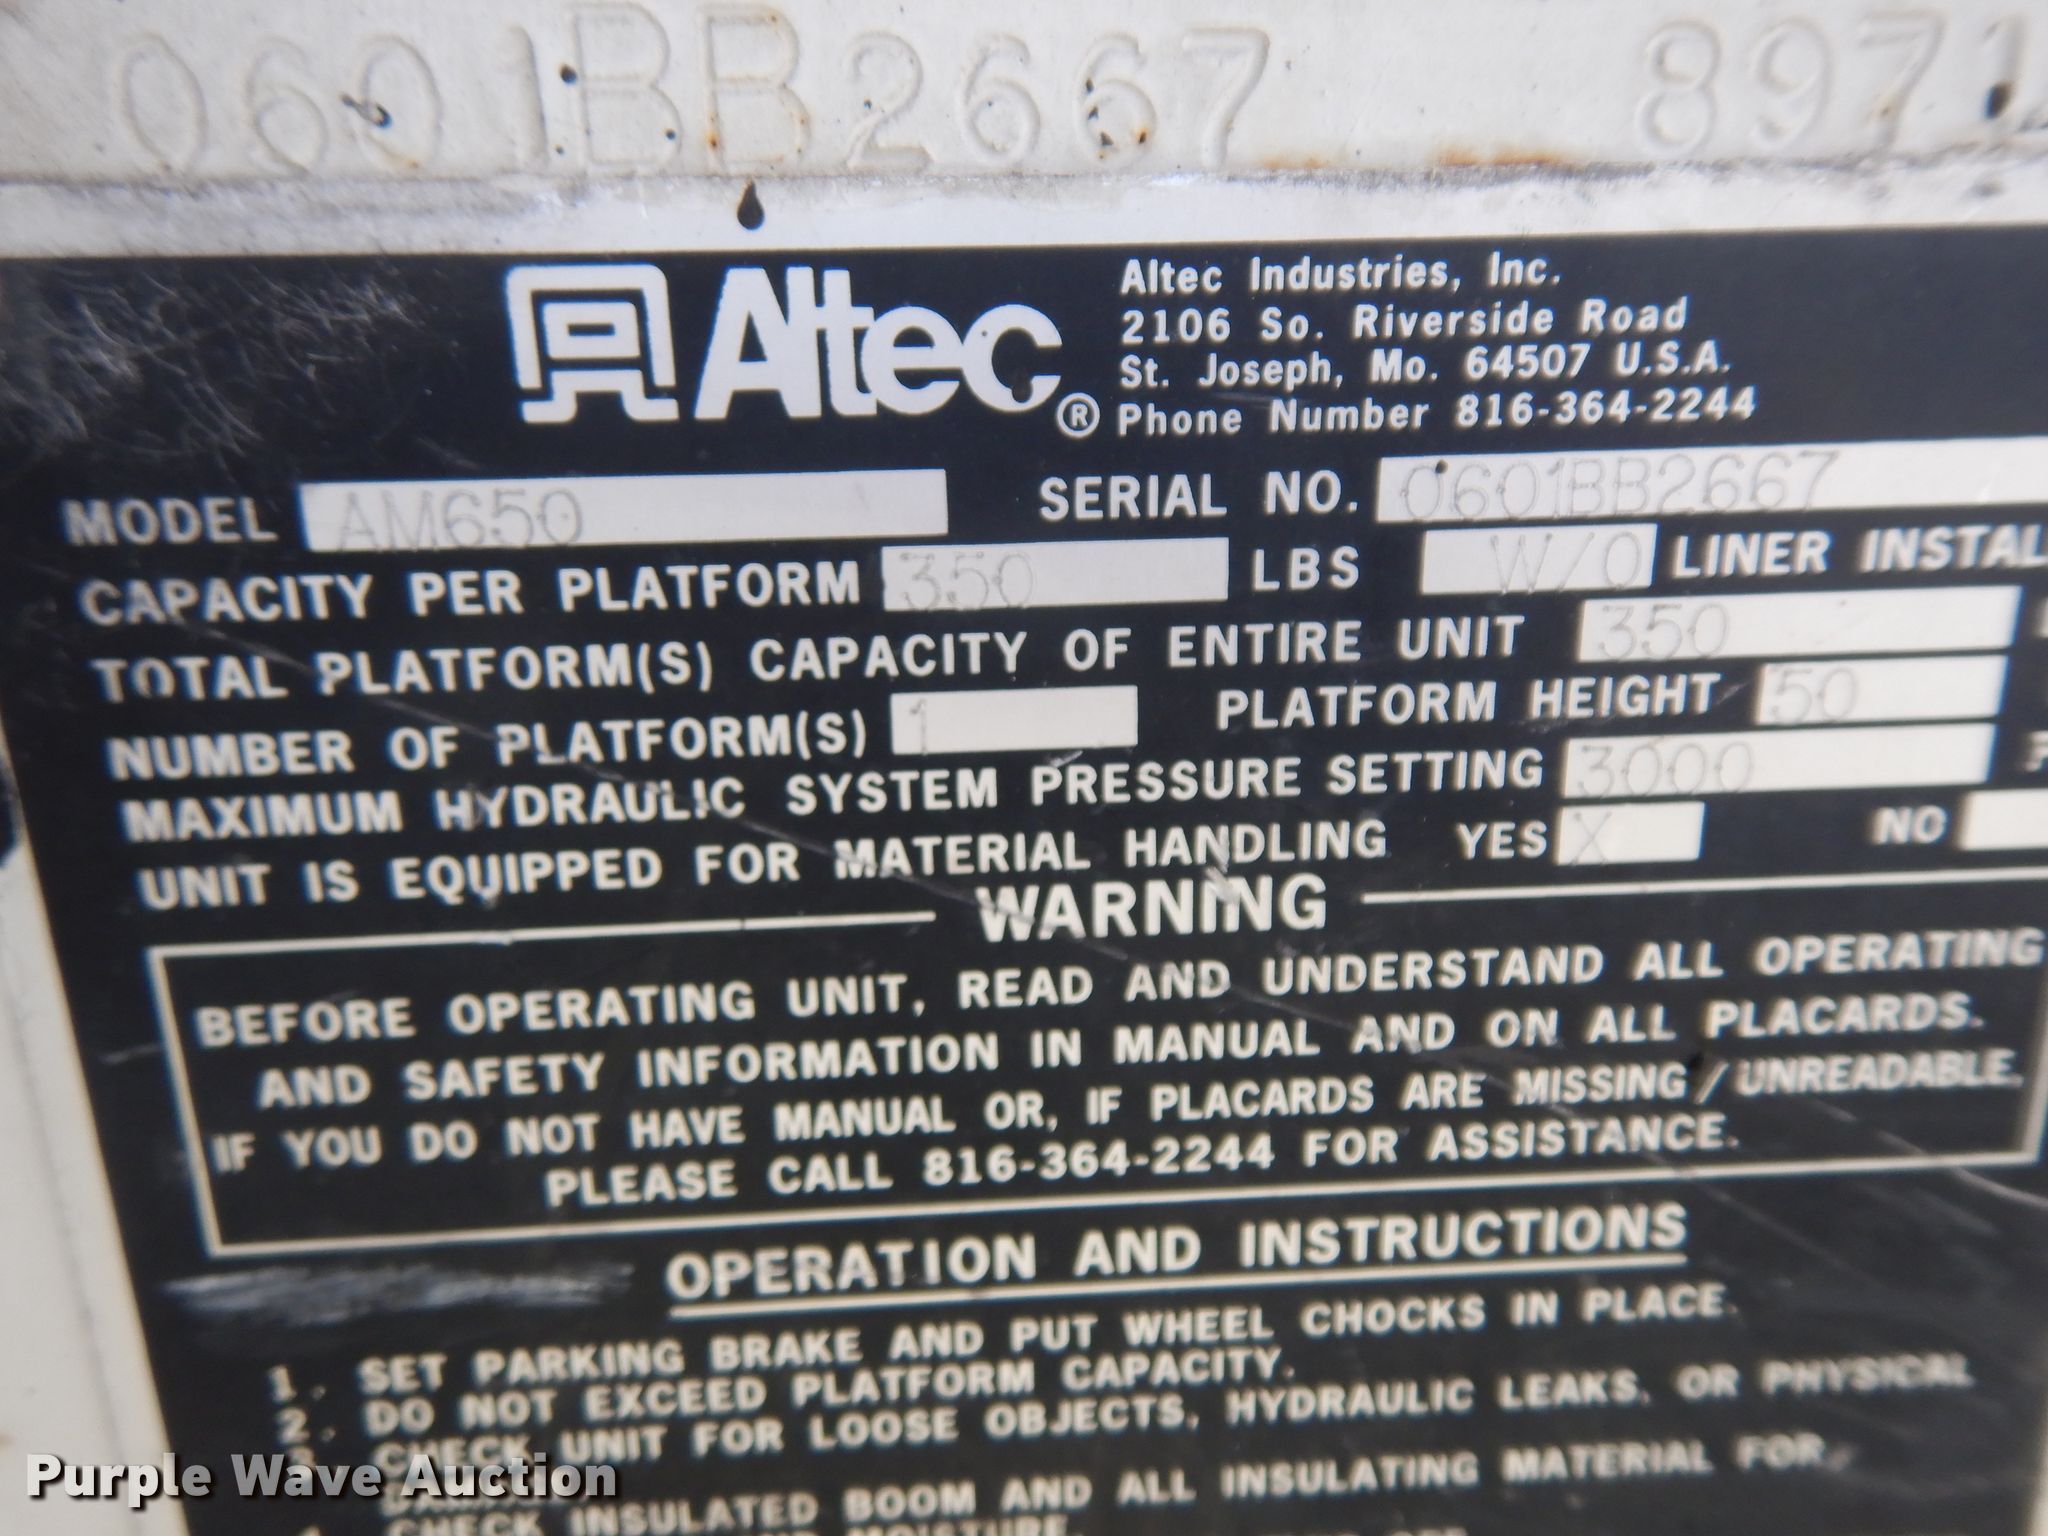 0601BB2667 8971
Altec®
Altec Industries, Inc.
2106 So. Riverside Road
St. Joseph, Mo. 64507 U.S.A.
Phone Number 816-364-2244
MODEL AM650 SERIAL NO. 0601BB2667
CAPACITY PER PLATFORM 350 LBS W/O LINER INSTAL
TOTAL PLATFORM(S) CAPACITY OF ENTIRE UNIT 350
NUMBER OF PLATFORM(S) 1 PLATFORM HEIGHT 50
MAXIMUM HYDRAULIC SYSTEM PRESSURE SETTING 3000
UNIT IS EQUIPPED FOR MATERIAL HANDLING YES X NO
WARNING
BEFORE OPERATING UNIT, READ AND UNDERSTAND ALL OPERATING
AND SAFETY INFORMATION IN MANUAL AND ON ALL PLACARDS.
IF YOU DO NOT HAVE MANUAL OR, IF PLACARDS ARE MISSING/UNREADABLE,
PLEASE CALL 816-364-2244 FOR ASSISTANCE.
OPERATION AND INSTRUCTIONS
1. SET PARKING BRAKE AND PUT WHEEL CHOCKS IN PLACE.
2. DO NOT EXCEED PLATFORM CAPACITY.
3. CHECK UNIT FOR LOOSE OBJECTS, HYDRAULIC LEAKS, OR PHYSICAL
CHECK INSULATED BOOM AND ALL INSULATING MATERIAL FOR
MOISTURE.
Purple Wave Auction